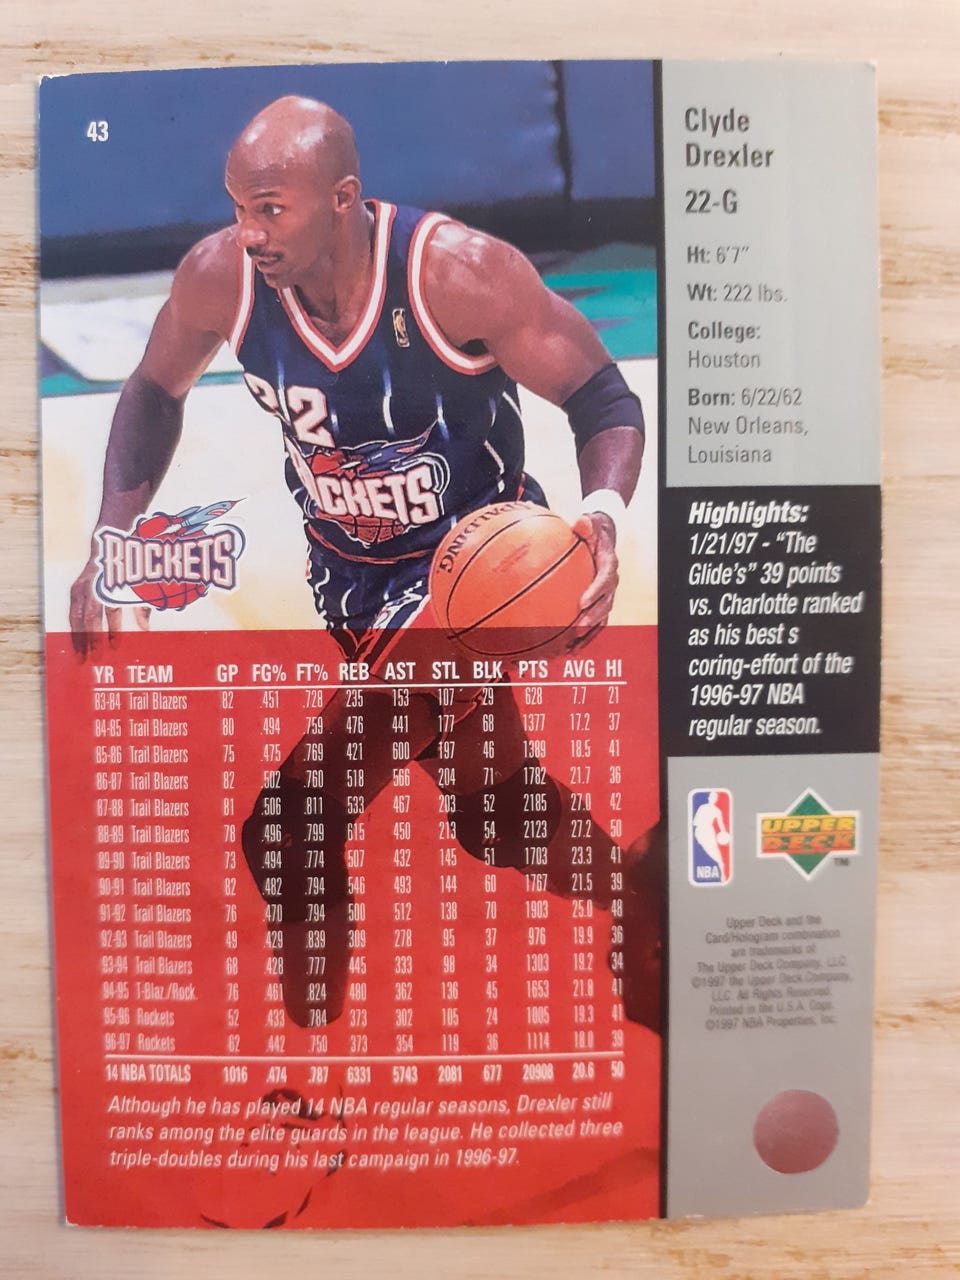 43
Clyde
Drexler
22-G
Ht: 6'7"
Wt: 222 lbs.
College:
Houston
Born: 6/22/62
New Orleans,
Louisiana
Highlights:
1/21/97 - "The
Glide's" 39 points
vs. Charlotte ranked
as his best s
coring-effort of the
1996-97 NBA
regular season.
NBA
UPPER
DECK
TM
Upper Deck and the
Card/Hologram combination
are trademarks of
The Upper Deck Company, LLC.
©1997 the Upper Deck Company,
LLC. All Rights Reserved.
Printed in the U.S.A. Copr.
©1997 NBA Properties, Inc.
22
ROCKETS
SPALDING
ROCKETS
YR TEAM GP FG% FT% REB AST STL BLK PTS AVG HI
83-84 Trail Blazers 82 .451 .728 235 153 107 29 628 7.7 21
84-85 Trail Blazers 80 .494 .759 476 441 177 68 1377 17.2 37
85-86 Trail Blazers 75 .475 .769 421 600 197 46 1389 18.5 41
86-87 Trail Blazers 82 .502 .760 518 566 204 71 1782 21.7 36
87-88 Trail Blazers 81 .506 .811 533 467 203 52 2185 27.0 42
88-89 Trail Blazers 78 .496 .799 615 450 213 54 2123 27.2 50
89-90 Trail Blazers 73 .494 .774 507 432 145 51 1703 23.3 41
90-91 Trail Blazers 82 .482 .794 546 493 144 60 1767 21.5 39
91-92 Trail Blazers 76 .470 .794 500 512 138 70 1903 25.0 48
92-93 Trail Blazers 49 .429 .839 309 278 95 37 976 19.9 36
93-94 Trail Blazers 68 .428 .777 445 333 98 34 1303 19.2 34
94-95 T-Blaz./Rock. 76 .461 .824 480 362 136 45 1653 21.8 41
95-96 Rockets 52 .433 .784 373 302 105 24 1005 19.3 41
96-97 Rockets 62 .442 .750 373 354 119 36 1114 18.0 39
14 NBA TOTALS 1016 .474 .787 6331 5743 2081 677 20908 20.6 50
Although he has played 14 NBA regular seasons, Drexler still
ranks among the elite guards in the league. He collected three
triple-doubles during his last campaign in 1996-97.